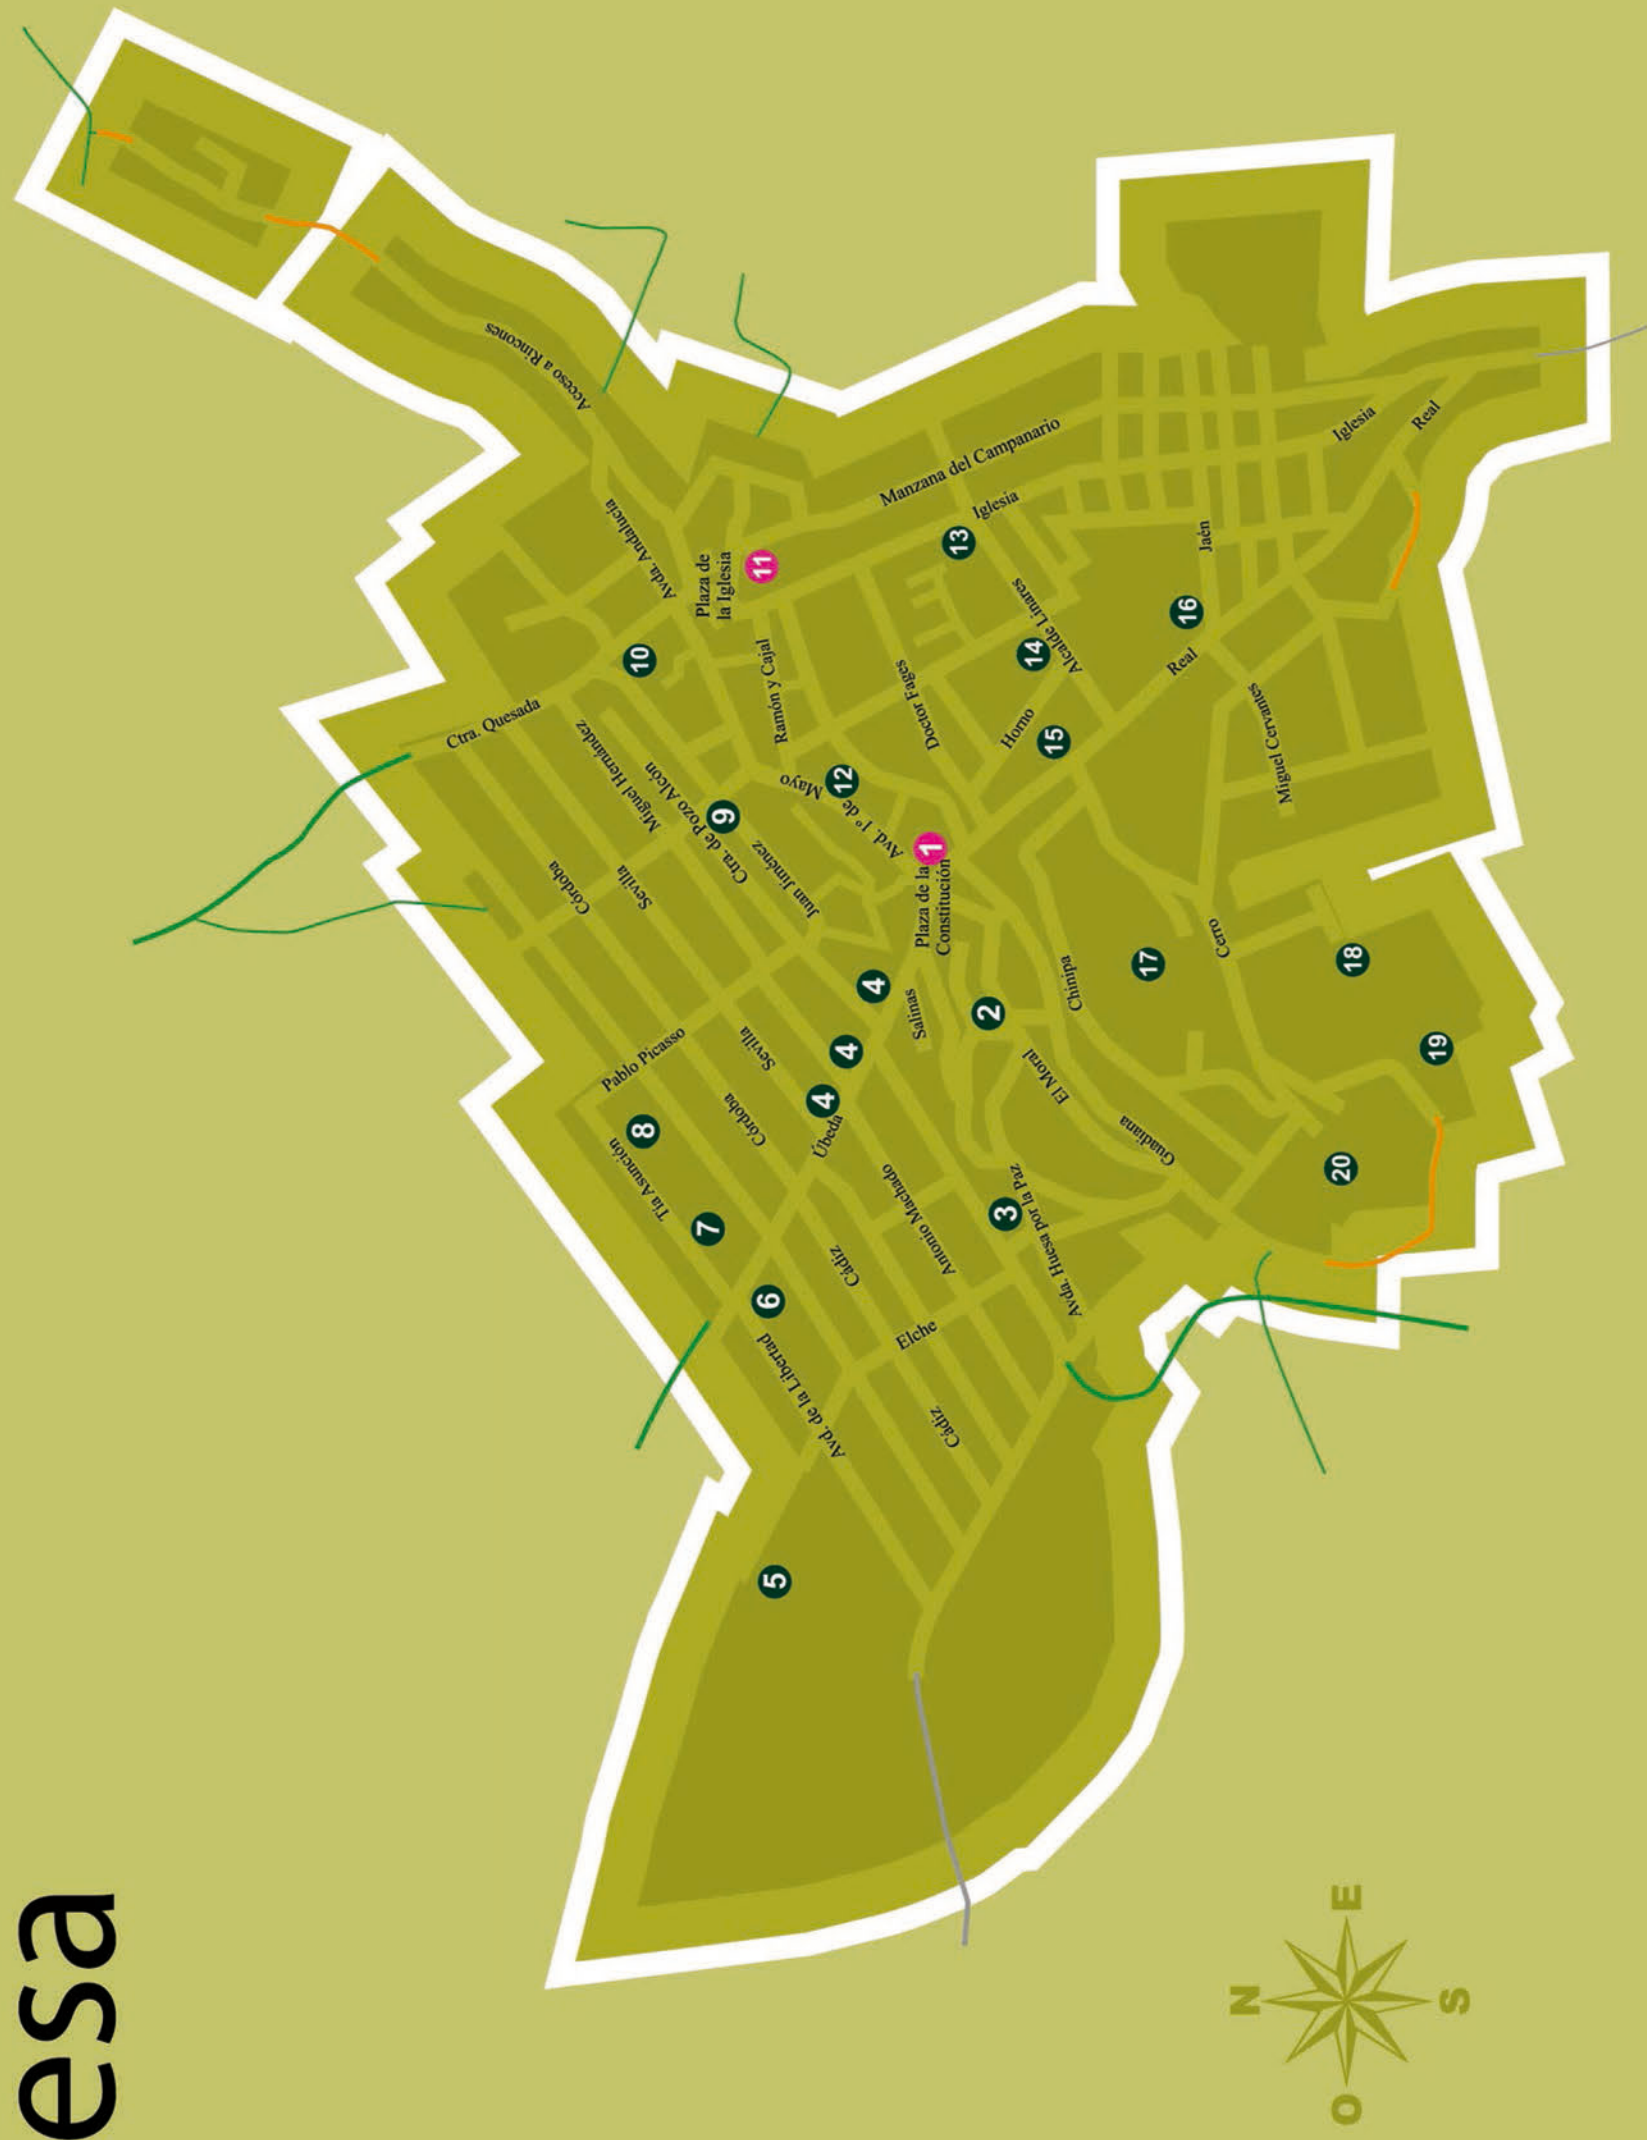 esa
Acceso a Rincones
Ctra. Quesada
Avda. Andalucía
Córdoba
Miguel Hernández
Sevilla
10
Pablo Picasso
Tía Asunción
8
Ctra. de Pozo Alcón
Plaza de
la Iglesia
7
9
11
Córdoba
Sevilla
6
Juan Jiménez
Ramón y Cajal
5
Avd. de la Libertad
4
Úbeda
4
4
Avd. 1º de Mayo
12
Cádiz
Antonio Machado
Salinas
Plaza de la
Constitución
1
Doctor Fages
Manzana del Campanario
13
Iglesia
Elche
Cádiz
2
3
Avda. Huesa por la Paz
El Moral
Horno
14
Alcalde Linares
15
Chinipa
Guadiana
17
Real
16
Jaén
Cerro
Miguel Cervantes
20
18
19
Iglesia
Real
N
O
E
S